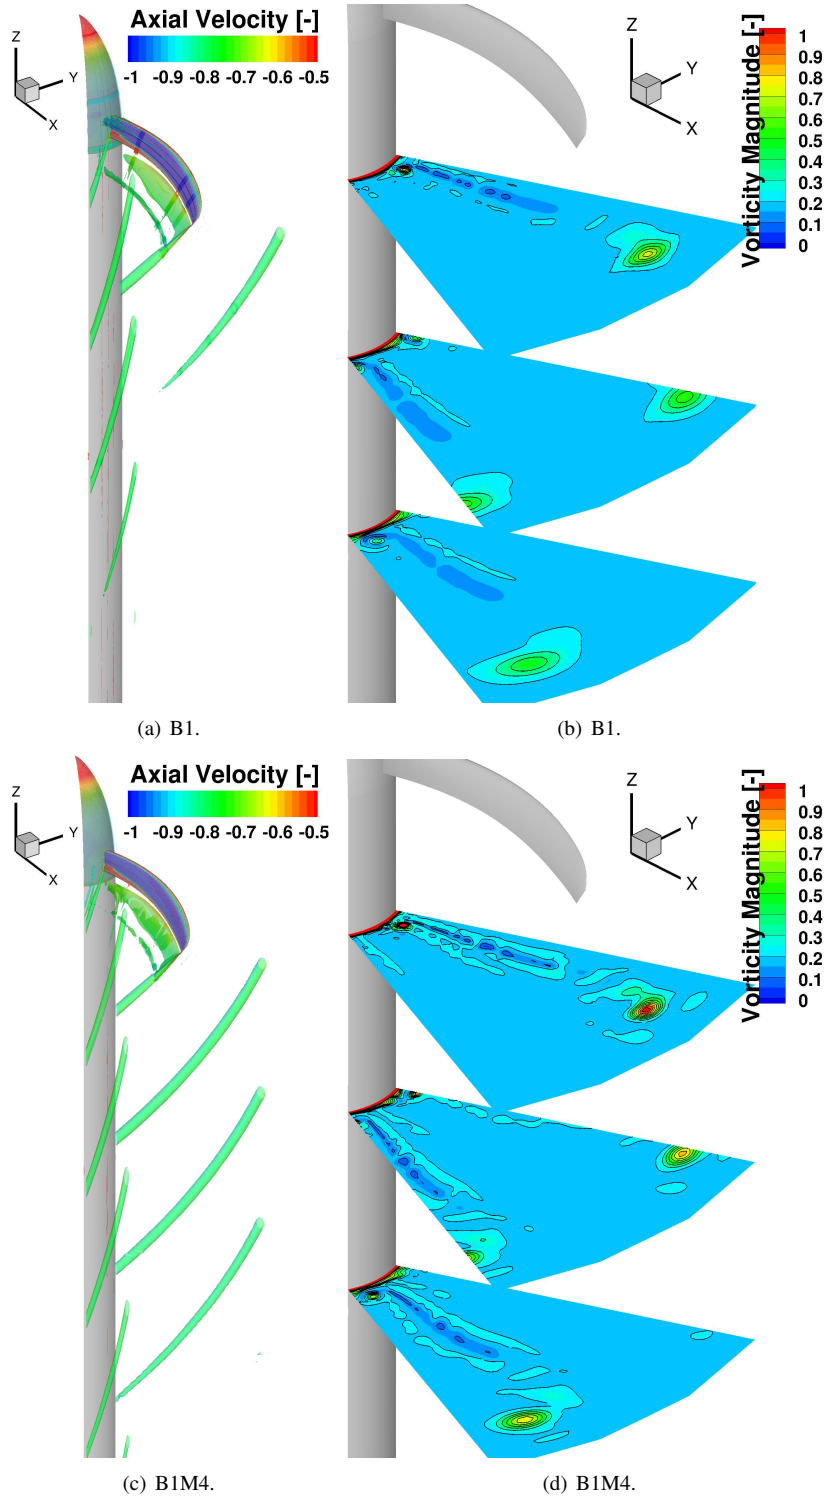 Axial Velocity [-]
-1 -0.9 -0.8 -0.7 -0.6 -0.5
Z
Y
X
Z
Y
X
Vorticity Magnitude [-]
1
0.9
0.8
0.7
0.6
0.5
0.4
0.3
0.2
0.1
0
(a) B1.
(b) B1.
Axial Velocity [-]
-1 -0.9 -0.8 -0.7 -0.6 -0.5
Z
Y
X
Z
Y
X
Vorticity Magnitude [-]
1
0.9
0.8
0.7
0.6
0.5
0.4
0.3
0.2
0.1
0
(c) B1M4.
(d) B1M4.